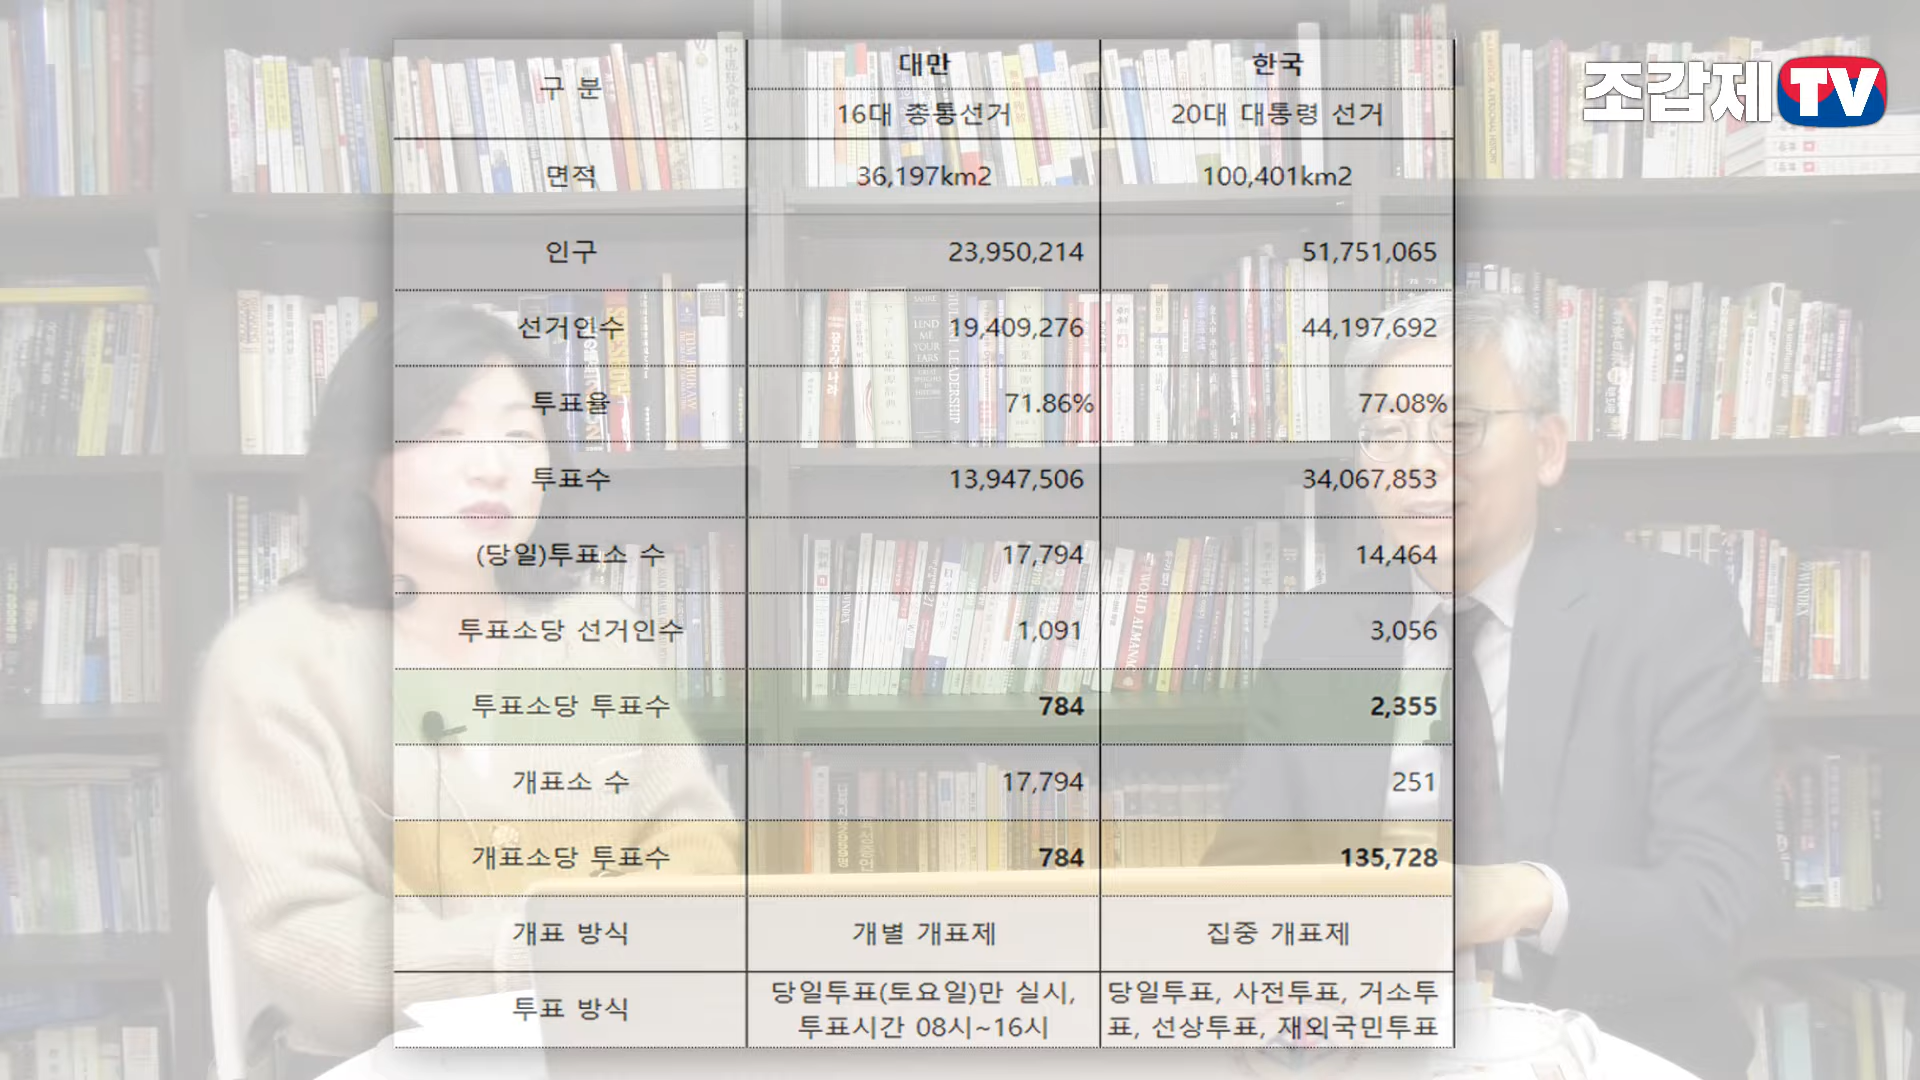 조갑제TV
구 분
대만
한국
16대 총통선거
20대 대통령 선거
면적
36,197km2
100,401km2
인구
23,950,214
51,751,065
선거인수
19,409,276
44,197,692
투표율
71.86%
77.08%
투표수
13,947,506
34,067,853
(당일)투표소 수
17,794
14,464
투표소당 선거인수
1,091
3,056
투표소당 투표수
784
2,355
개표소 수
17,794
251
개표소당 투표수
784
135,728
개표 방식
개별 개표제
집중 개표제
투표 방식
당일투표(토요일)만 실시,
투표시간 08시~16시
당일투표, 사전투표, 거소투
표, 선상투표, 재외국민투표
LEND
ME
YOUR
EARS
WORLD ALMANAC